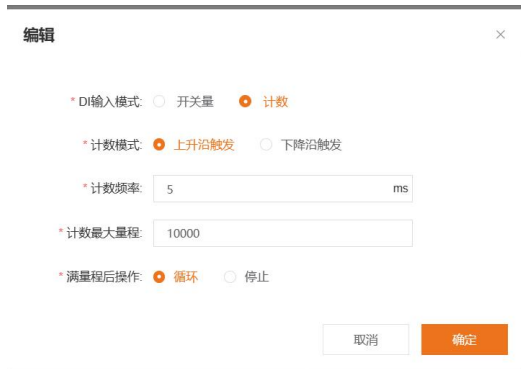 编辑
* DI输入模式: 开关量 计数
* 计数模式: 上升沿触发 下降沿触发
* 计数频率: 5 ms
* 计数最大量程: 10000
* 满量程后操作: 循环 停止
取消 确定